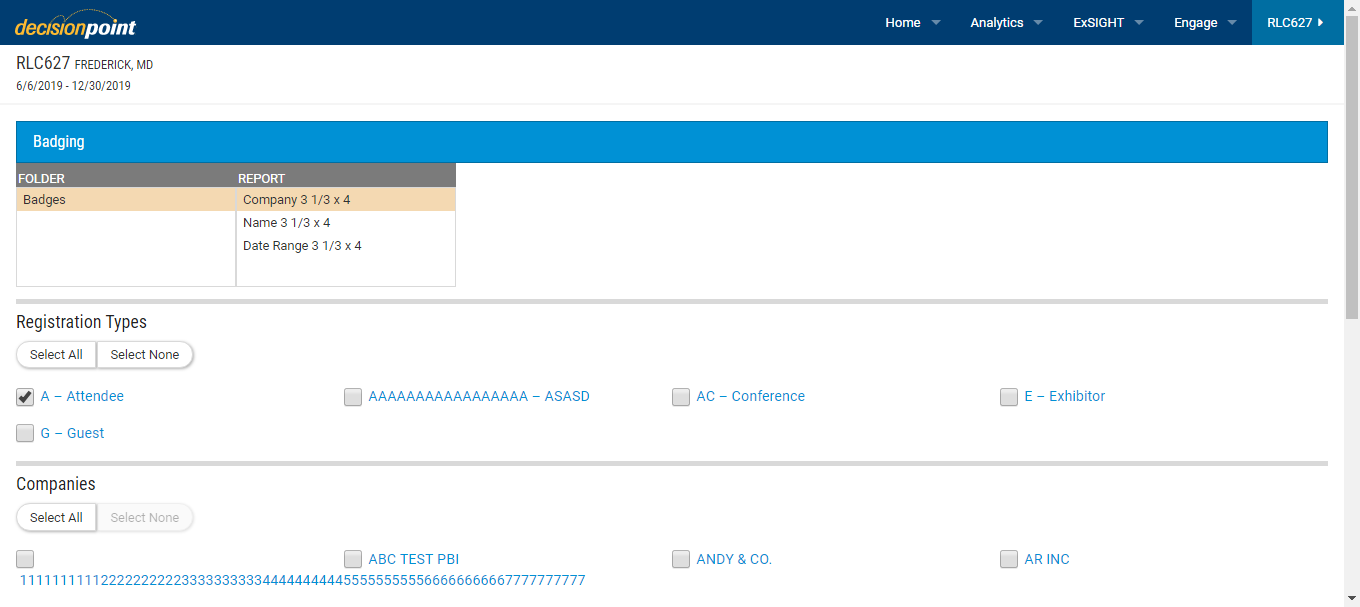 decisionpoint
Home Analytics ExSIGHT Engage RLC627
RLC627 FREDERICK, MD
6/6/2019 - 12/30/2019
Badging
FOLDER REPORT
Badges Company 3 1/3 x 4
Name 3 1/3 x 4
Date Range 3 1/3 x 4
Registration Types
Select All Select None
A – Attendee AAAAAAAAAAAAAAAAA – ASASD AC – Conference E – Exhibitor
G – Guest
Companies
Select All Select None
ABC TEST PBI ANDY & CO. AR INC
1111111111222222222233333333334444444444555555555566666666667777777777